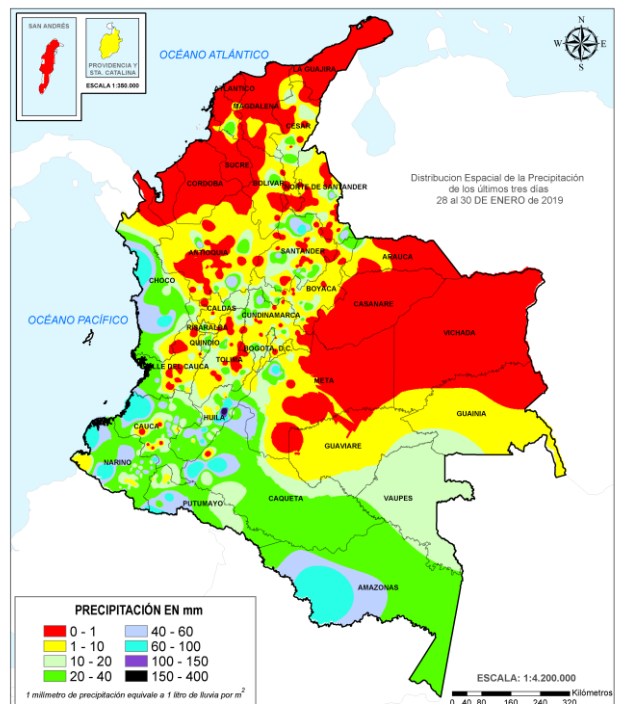 SAN ANDRÉS
PROVIDENCIA Y
STA. CATALINA
ESCALA 1:350.000
OCÉANO ATLÁNTICO
N
W
E
S
LA GUAJIRA
ATLANTICO
MAGDALENA
CESAR
SUCRE
CORDOBA
BOLIVAR
NORTE DE SANTANDER
Distribucion Espacial de la Precipitación
de los últimos tres días
28 al 30 DE ENERO de 2019
ANTIOQUIA
SANTANDER
ARAUCA
CHOCO
BOYACA
CASANARE
OCÉANO PACÍFICO
CALDAS
CUNDINAMARCA
RISARALDA
VICHADA
QUINDIO
BOGOTA, D.C.
TOLIMA
VALLE DEL CAUCA
META
HUILA
GUAINIA
CAUCA
GUAVIARE
NARINO
CAQUETA
VAUPES
PUTUMAYO
AMAZONAS
PRECIPITACIÓN EN mm
0 - 1
40 - 60
1 - 10
60 - 100
10 - 20
100 - 150
20 - 40
150 - 400
1 milímetro de precipitación equivale a 1 litro de lluvia por m2
ESCALA: 1:4.200.000
Kilómetros
0 40 80 160 240 320